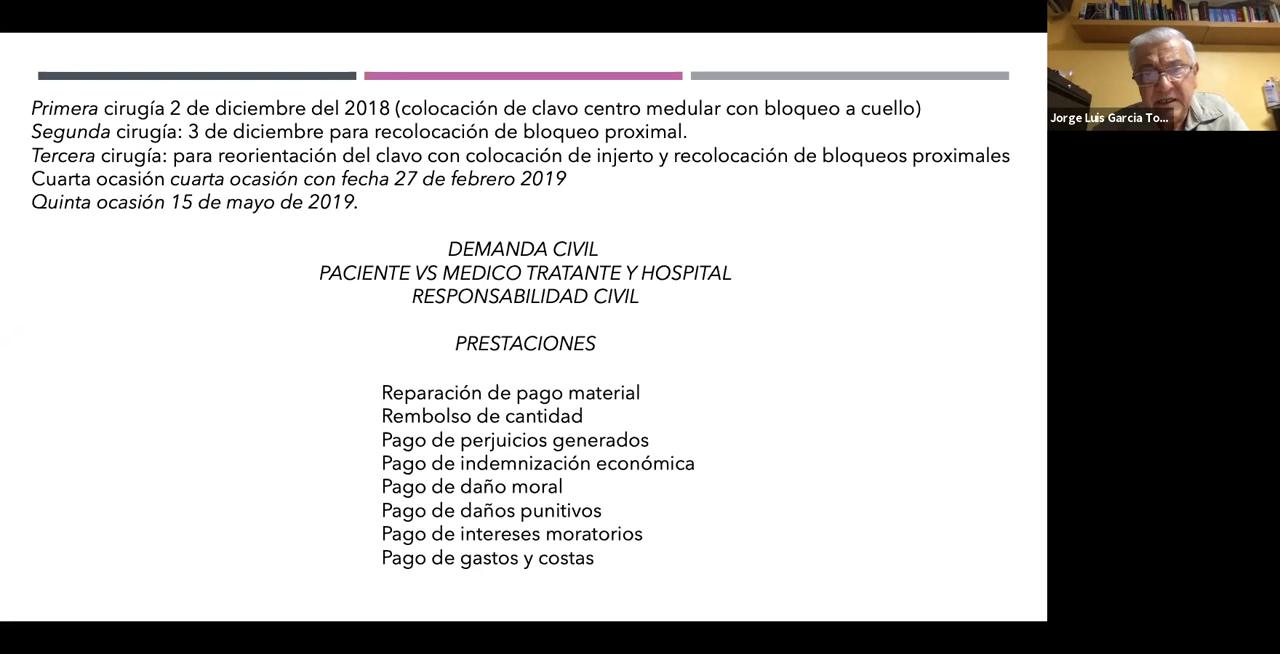 Primera cirugía 2 de diciembre del 2018 (colocación de clavo centro medular con bloqueo a cuello)
Segunda cirugía: 3 de diciembre para recolocación de bloqueo proximal.
Tercera cirugía: para reorientación del clavo con colocación de injerto y recolocación de bloqueos proximales
Cuarta ocasión cuarta ocasión con fecha 27 de febrero 2019
Quinta ocasión 15 de mayo de 2019.
DEMANDA CIVIL
PACIENTE VS MEDICO TRATANTE Y HOSPITAL
RESPONSABILIDAD CIVIL
PRESTACIONES
Reparación de pago material
Rembolso de cantidad
Pago de perjuicios generados
Pago de indemnización económica
Pago de daño moral
Pago de daños punitivos
Pago de intereses moratorios
Pago de gastos y costas
Jorge Luis Garcia To...